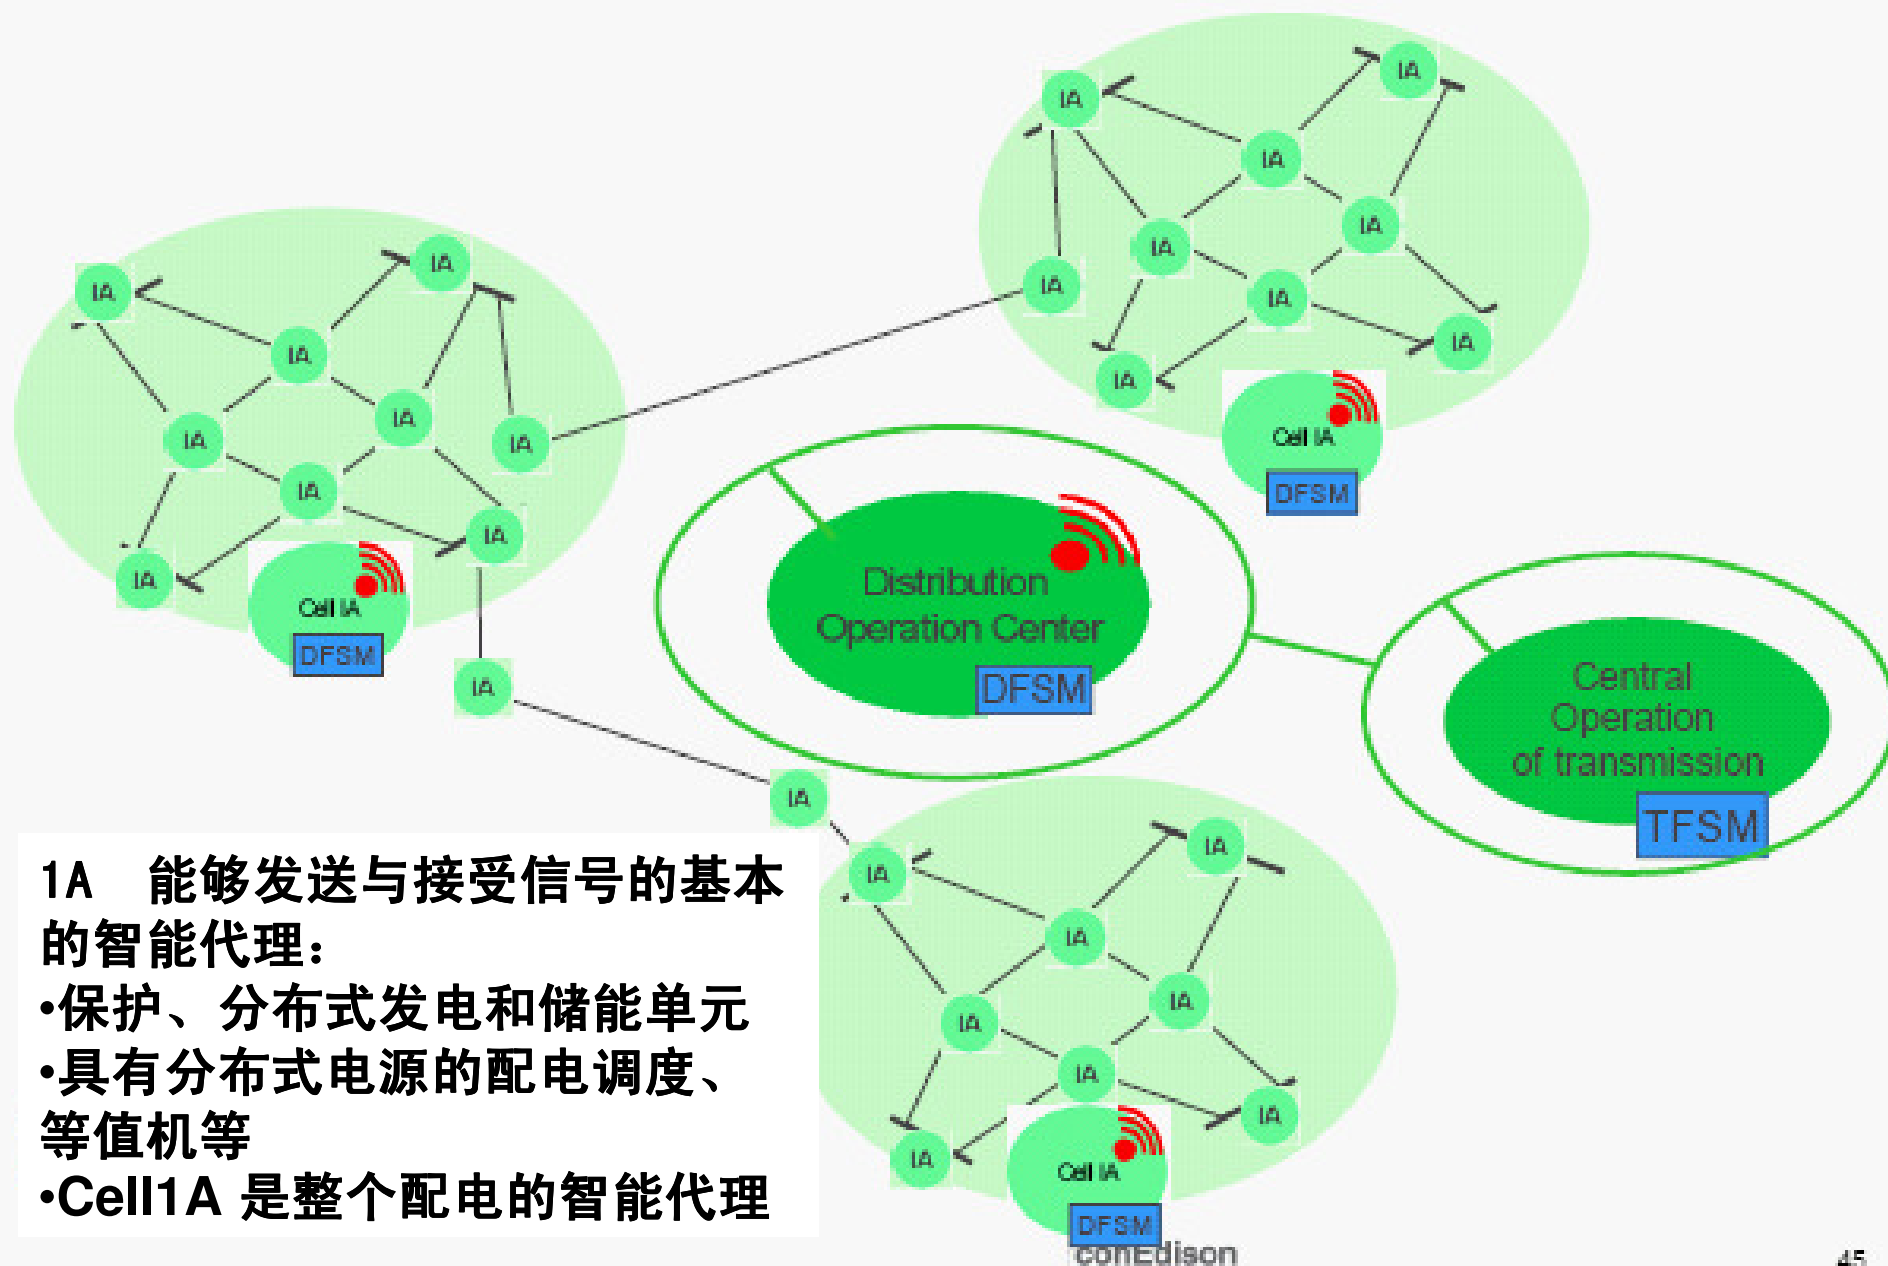 IA
IA
IA
IA
IA
IA
IA
IA
IA
IA
Cell IA
DFSM
IA
IA
IA
IA
IA
IA
IA
IA
IA
Cell IA
DFSM
Distribution
Operation Center
DFSM
Central
Operation
of transmission
TFSM
IA
IA
IA
IA
IA
IA
IA
IA
IA
IA
Cell IA
DFSM
1A 能够发送与接受信号的基本
的智能代理:
•保护、分布式发电和储能单元
•具有分布式电源的配电调度、
等值机等
•Cell1A 是整个配电的智能代理
conEdison
45